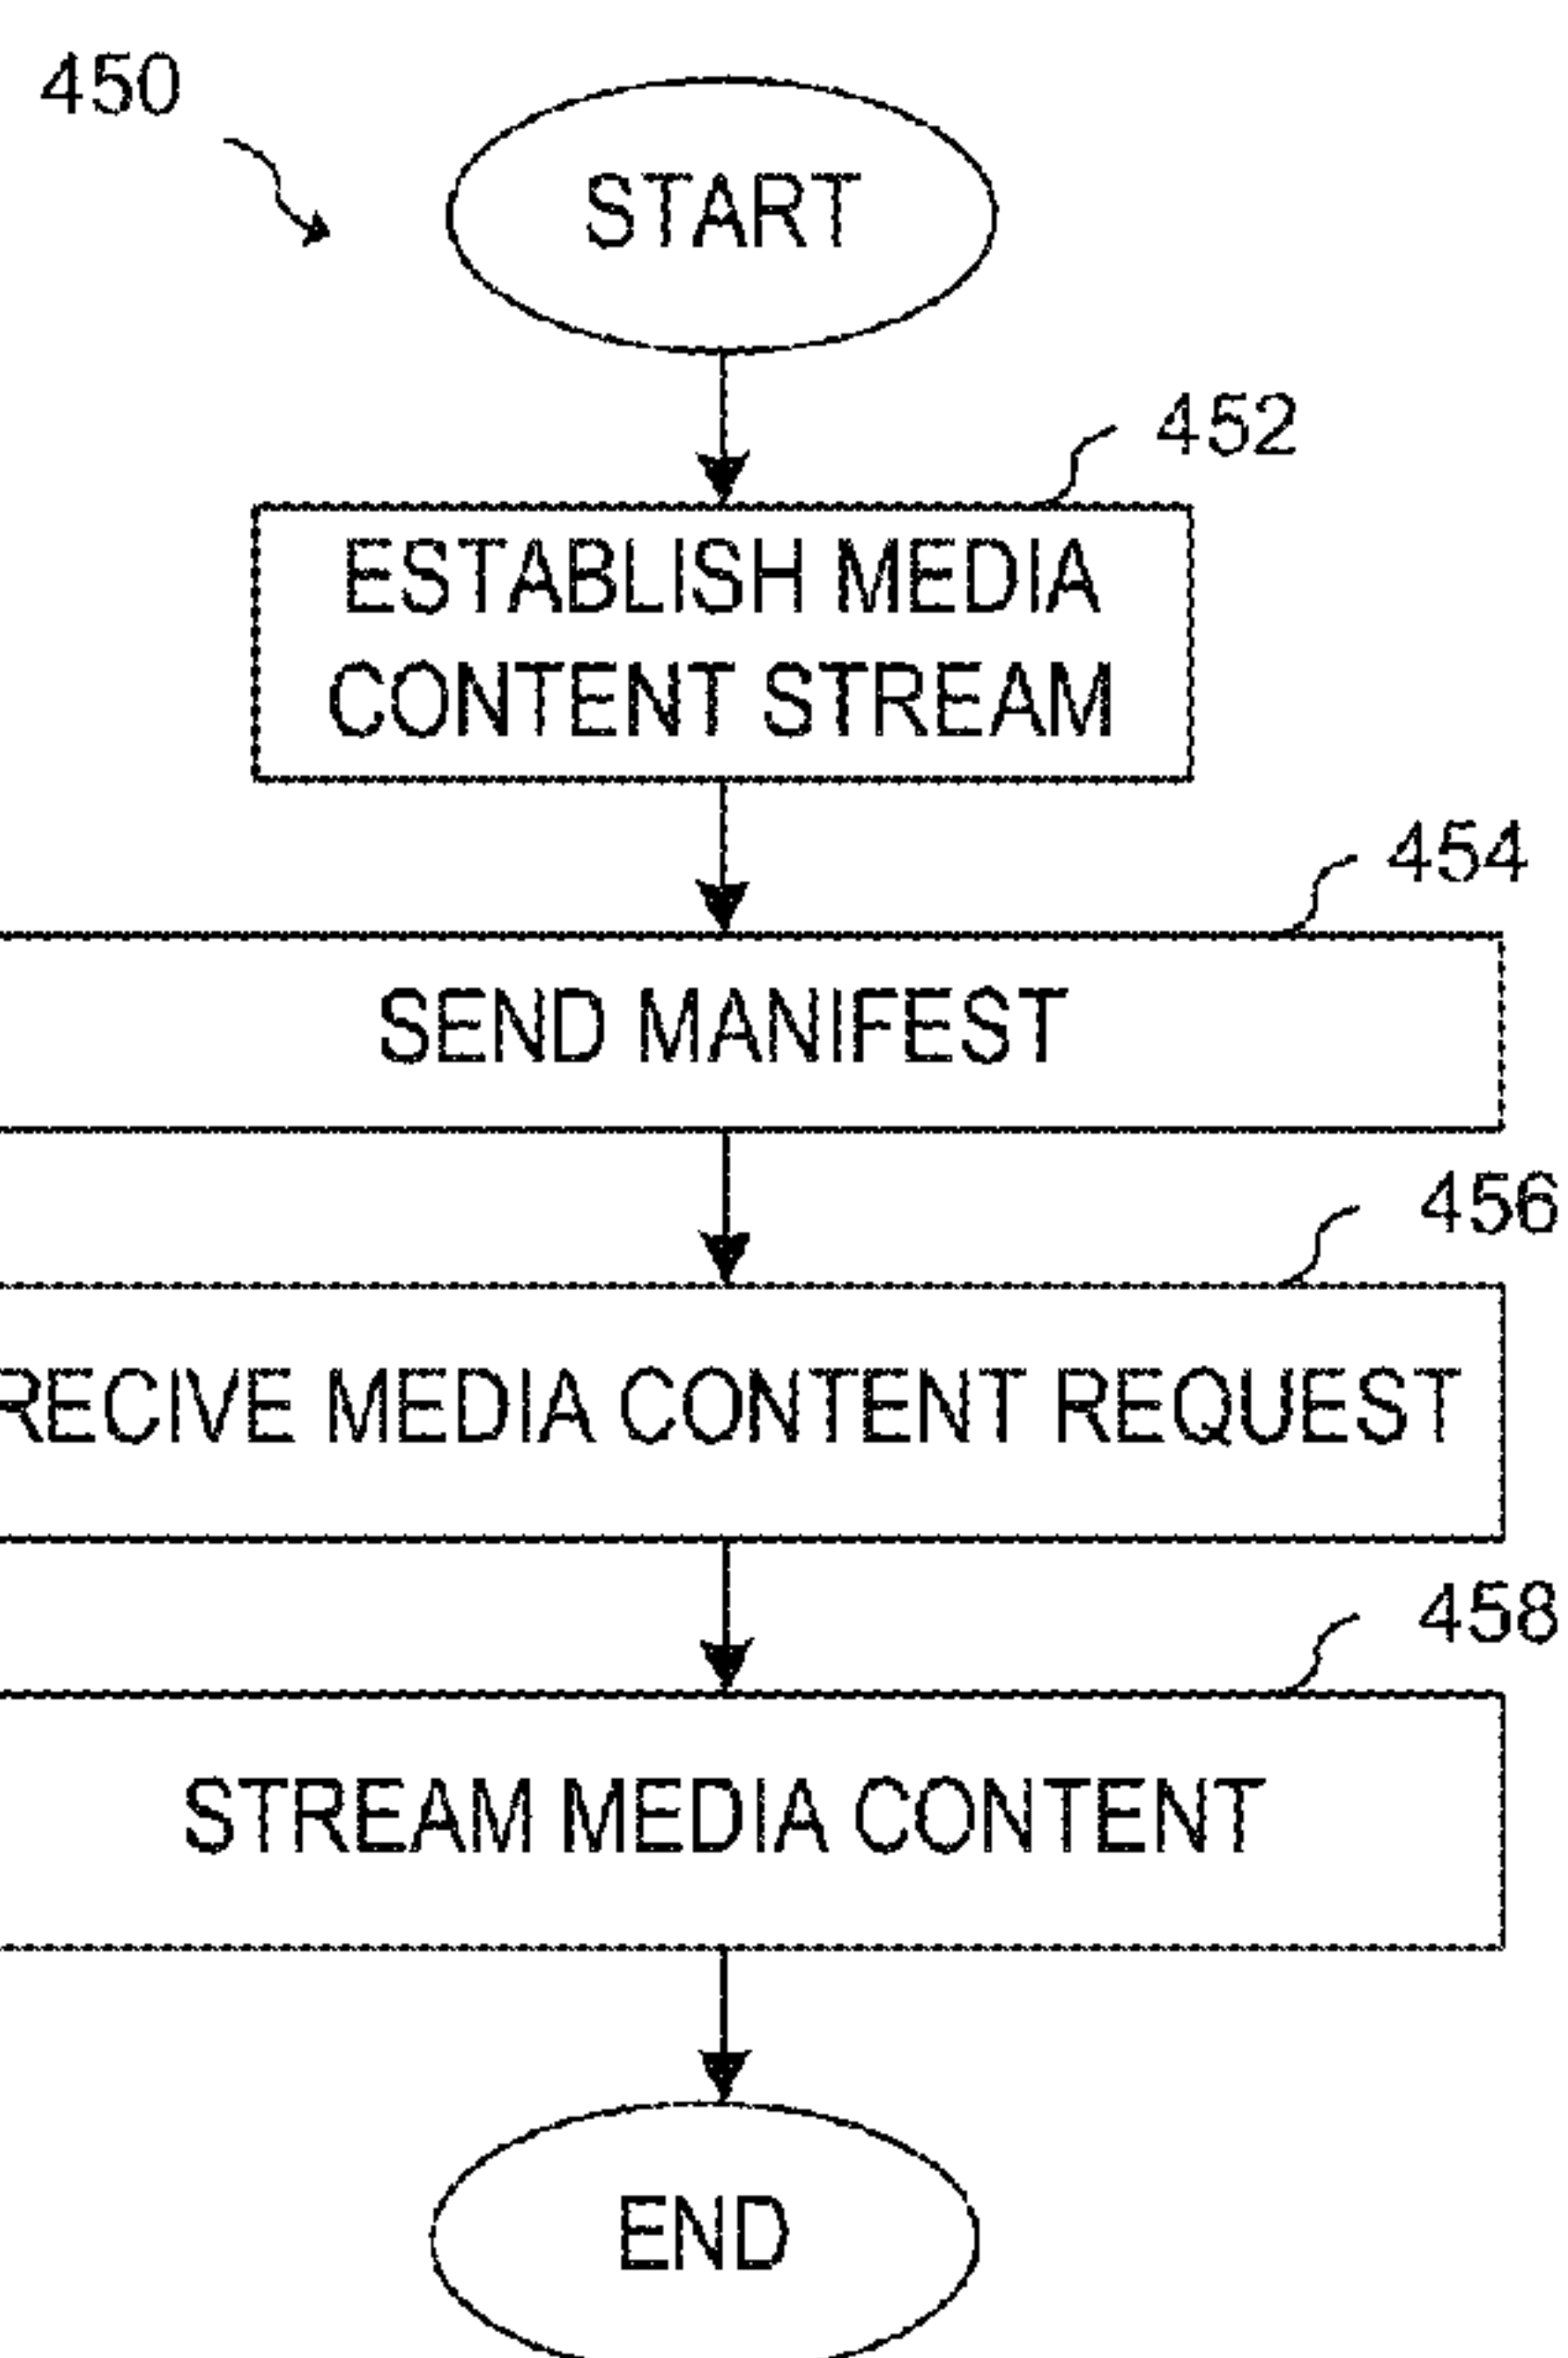 450
START
452
ESTABLISH MEDIA
CONTENT STREAM
454
SEND MANIFEST
456
RECIVE MEDIA CONTENT REQUEST
458
STREAM MEDIA CONTENT
END